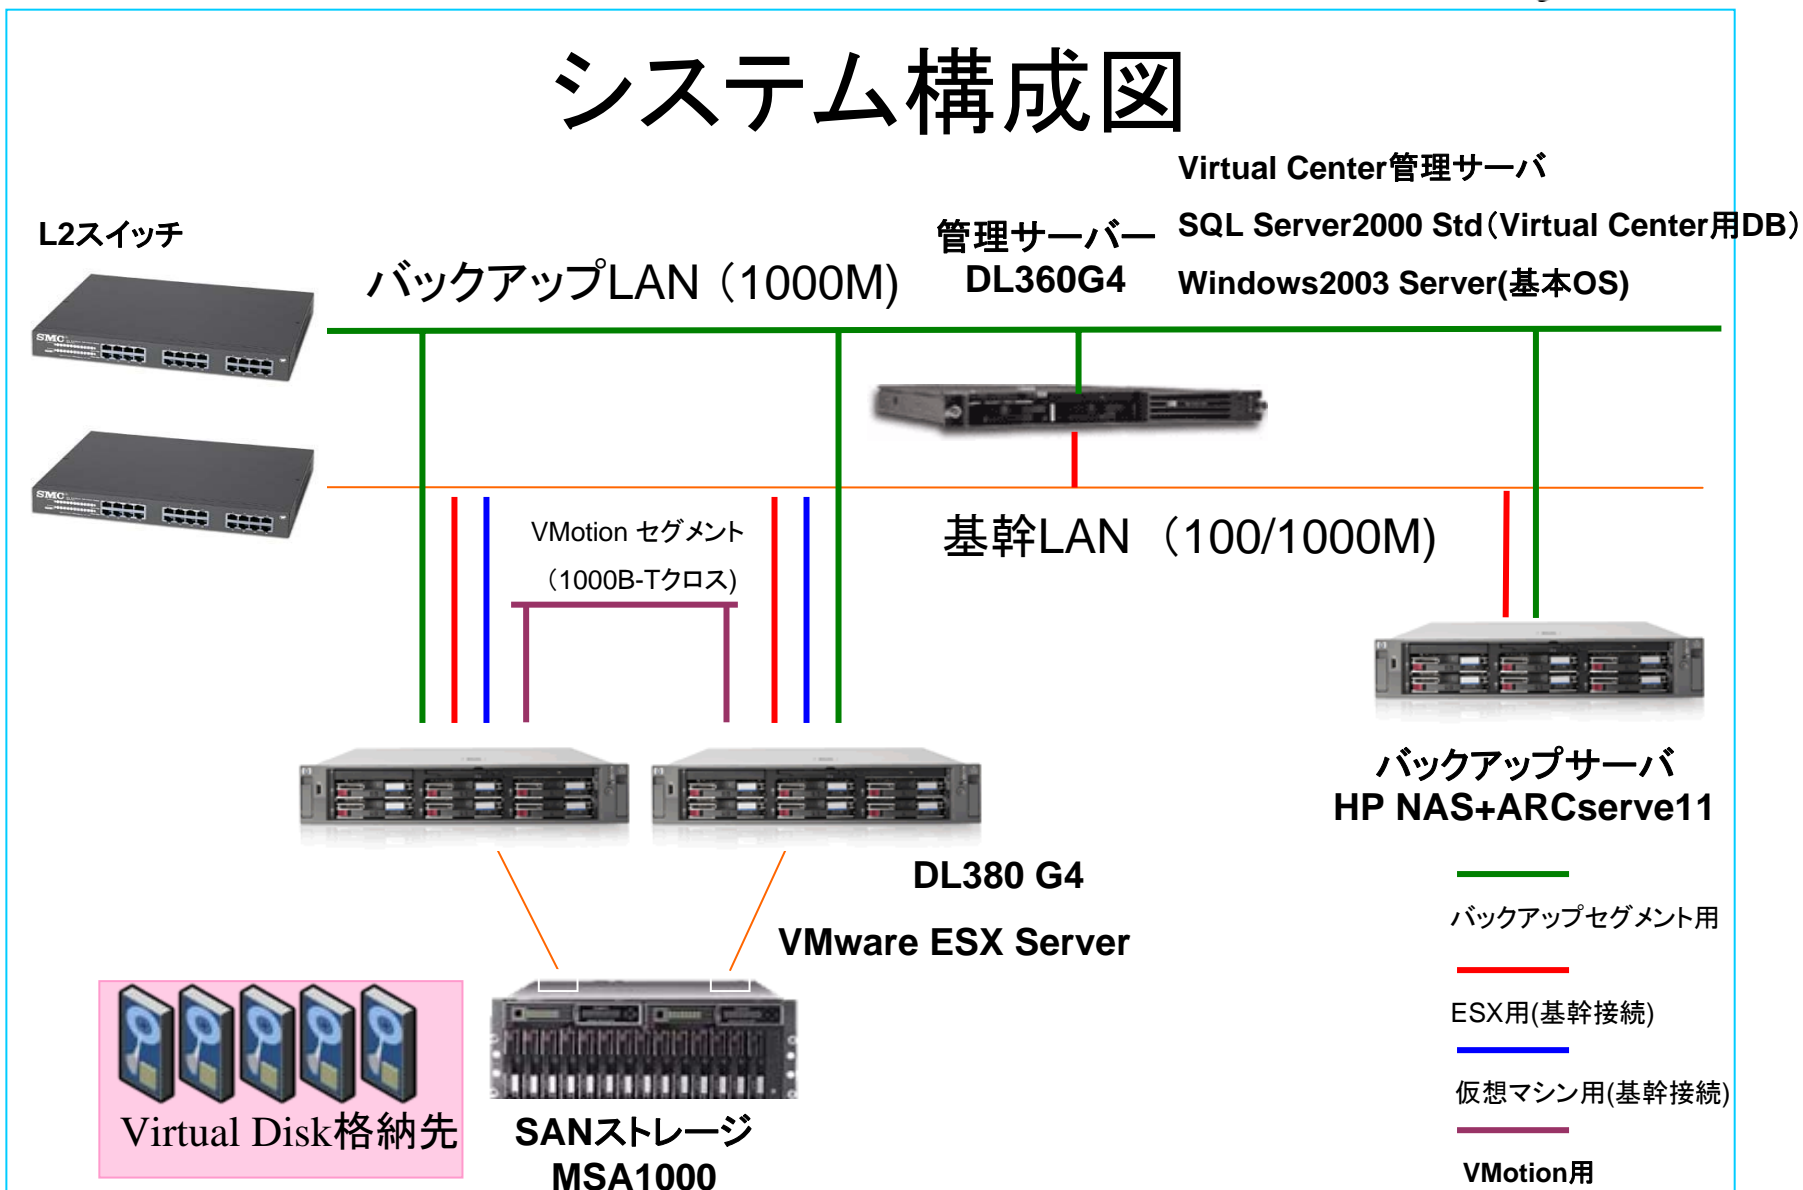 システム構成図
Virtual Center管理サーバ
L2スイッチ
管理サーバー
SQL Server2000 Std(Virtual Center用DB)
バックアップLAN(1000M)
DL360G4
Windows2003 Server(基本OS)
SMC
SMC
VMotion セグメント
(1000B-Tクロス)
基幹LAN(100/1000M)
バックアップサーバ
HP NAS+ARCserve11
DL380 G4
VMware ESX Server
バックアップセグメント用
ESX用(基幹接続)
仮想マシン用(基幹接続)
VMotion用
Virtual Disk格納先
SANストレージ
MSA1000